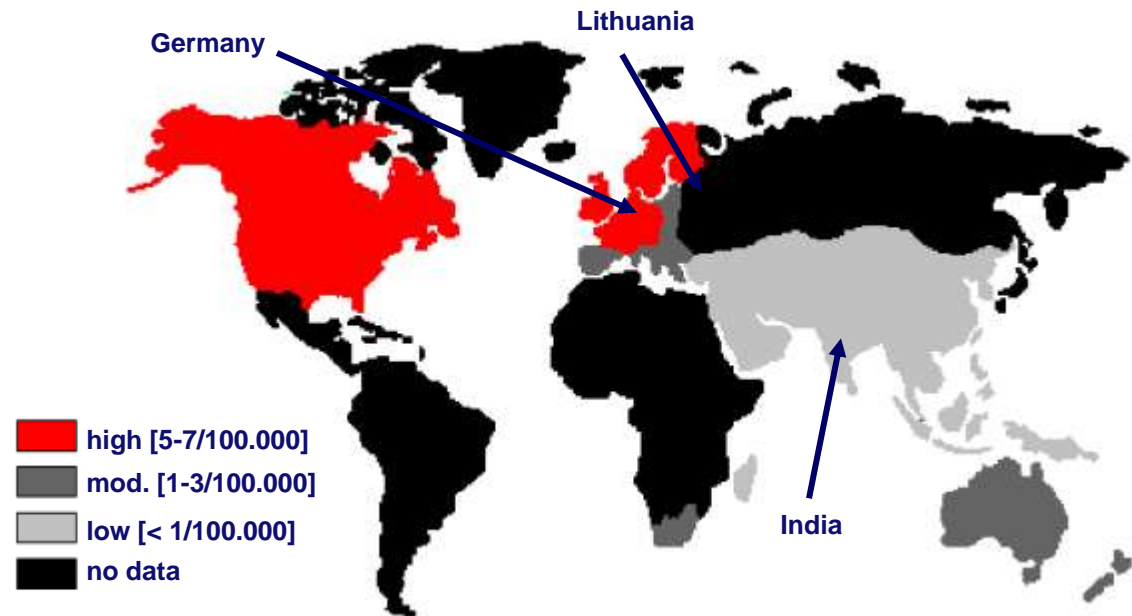 Lithuania
Germany
high [5-7/100.000]
mod. [1-3/100.000]
low [< 1/100.000]
no data
India